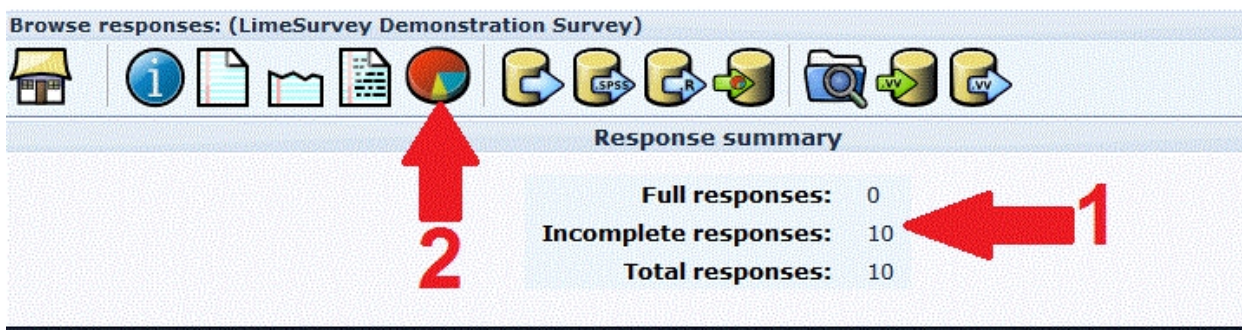 Browse responses: (LimeSurvey Demonstration Survey)
.SPSS .R .VV .VV
Response summary
Full responses: 0
Incomplete responses: 10
Total responses: 10
1
2